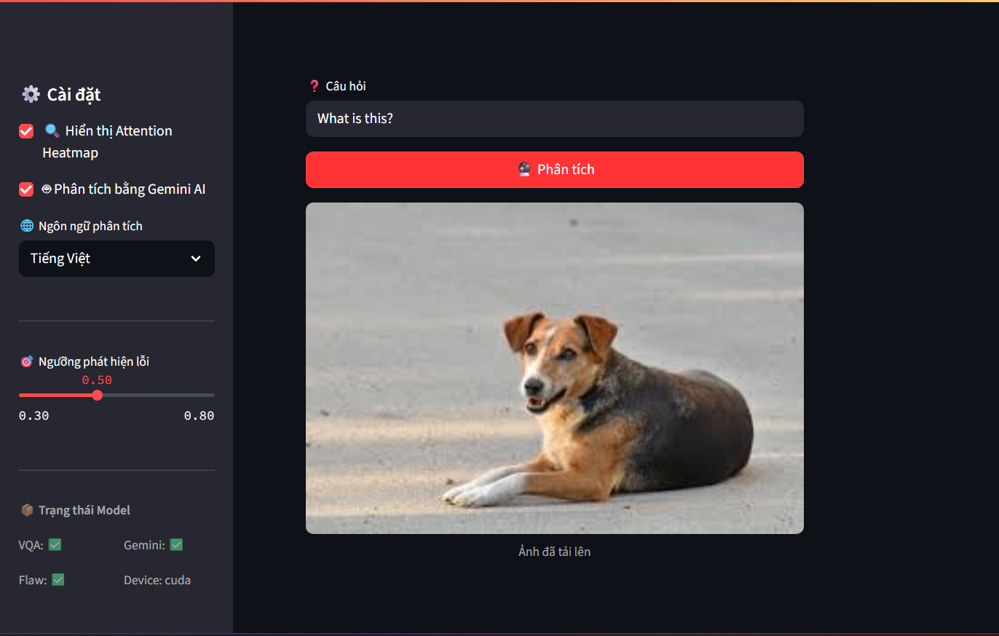 Cài đặt
Hiển thị Attention
Heatmap
Phân tích bằng Gemini AI
Ngôn ngữ phân tích
Tiếng Việt
Ngưỡng phát hiện lỗi
0.50
0.30 0.80
Trạng thái Model
VQA: Gemini:
Flaw: Device: cuda
Câu hỏi
What is this?
Phân tích
Ảnh đã tải lên